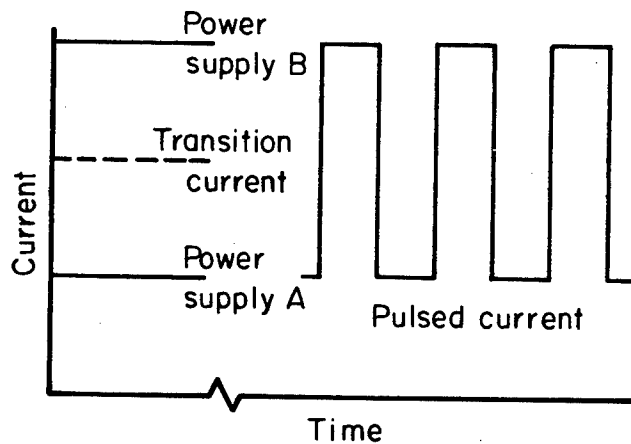 Power
supply B
Transition
current
Current
Power
supply A
Pulsed current
Time